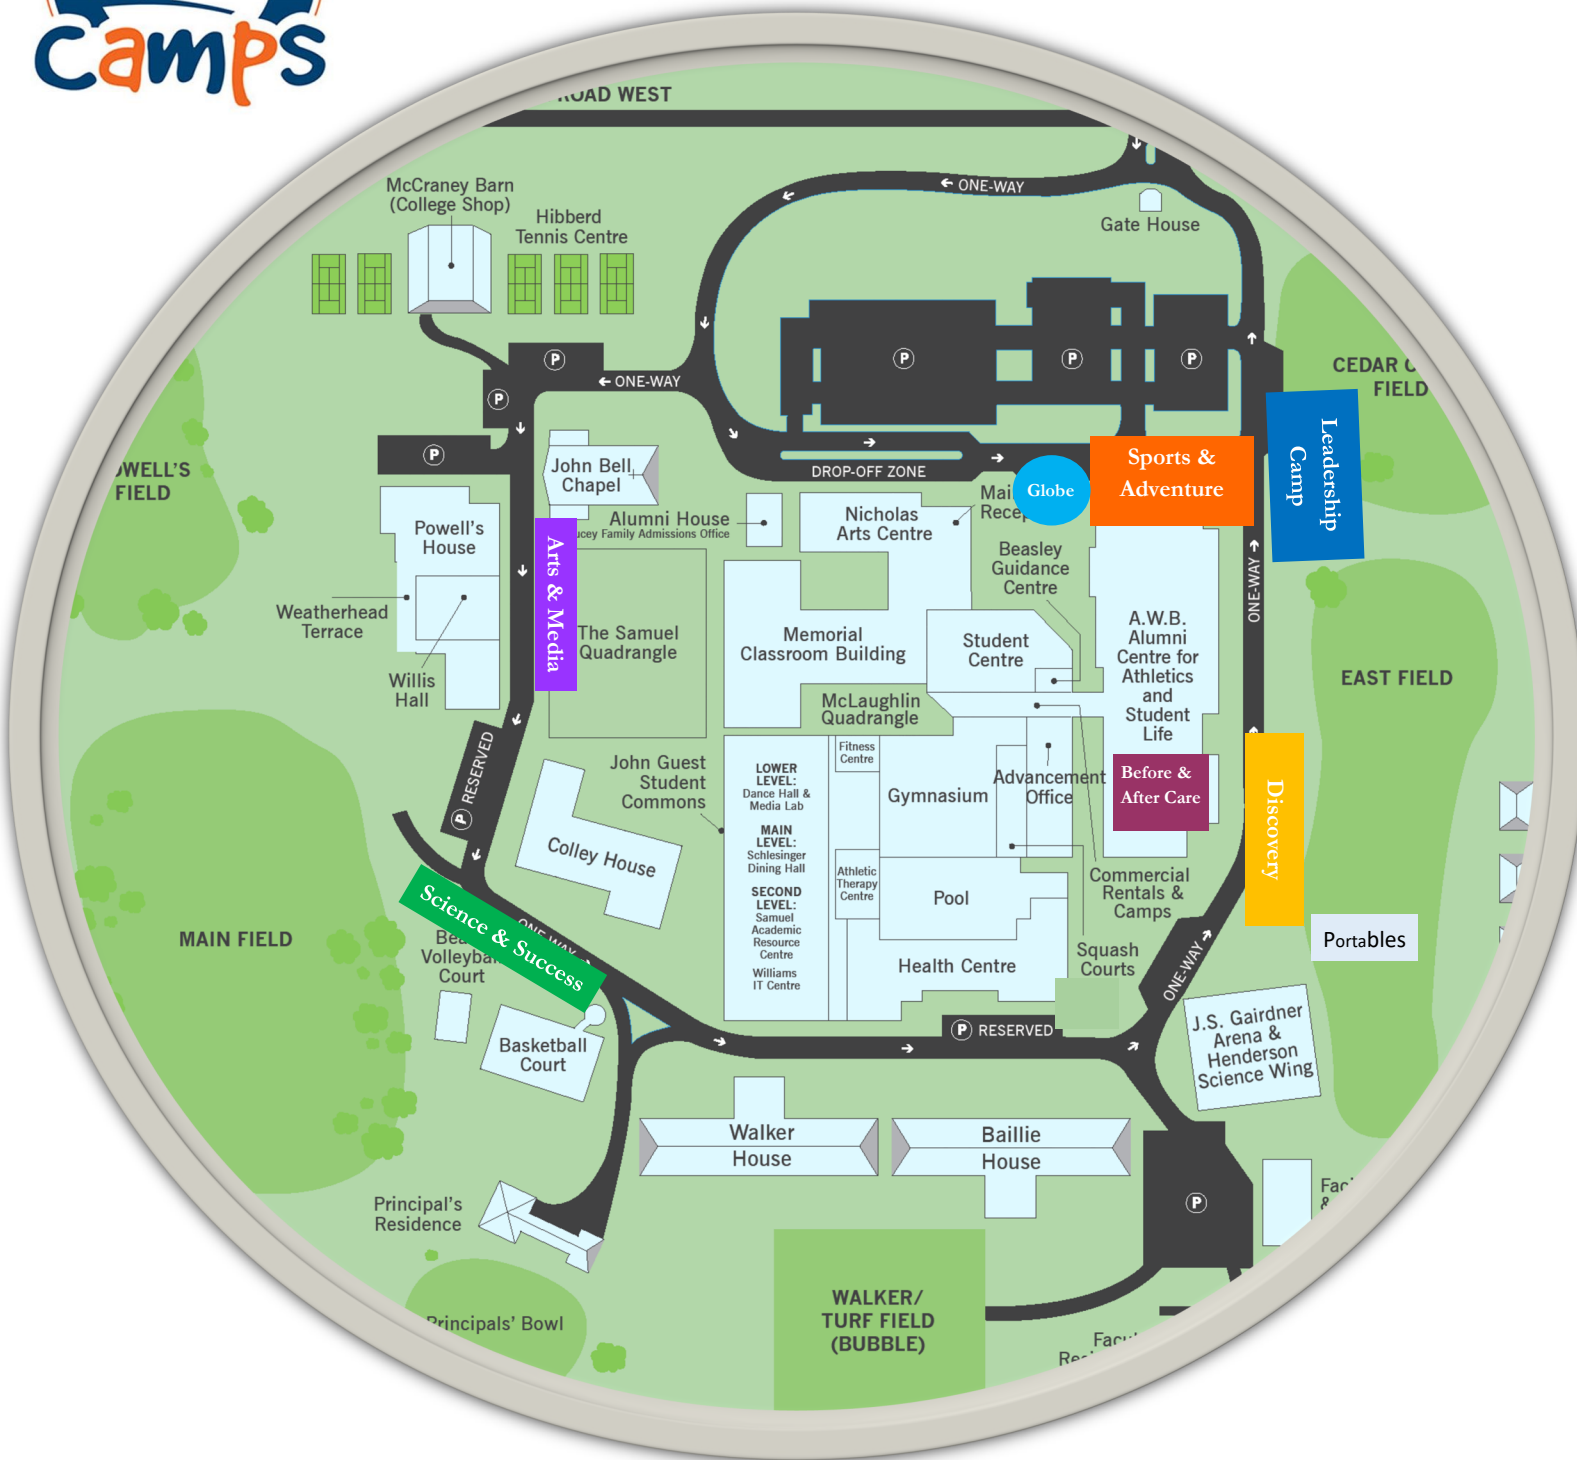 camps
ROAD WEST
ONE-WAY
McCraney Barn
(College Shop)
Hibberd
Tennis Centre
Gate House
P
P
P
P
ONE-WAY
P
P
CEDAR
FIELD
Leadership
Camp
DROP-OFF ZONE
Globe
Sports &
Adventure
FIELD
John Bell
Chapel
Alumni House
Family Admissions Office
Nicholas
Arts Centre
Powell's
House
Arts & Media
Beasley
Guidance
Centre
ONE-WAY
Weatherhead
Terrace
Willis
Hall
The Samuel
Quadrangle
Memorial
Classroom Building
Student
Centre
A.W.B.
Alumni
Centre for
Athletics
and
Student
Life
EAST FIELD
McLaughlin
Quadrangle
P RESERVED
John Guest
Student
Commons
LOWER
LEVEL:
Dance Hall &
Media Lab
MAIN
LEVEL:
Schlesinger
Dining Hall
SECOND
LEVEL:
Samuel
Academic
Resource
Centre
Williams
IT Centre
Fitness
Centre
Gymnasium
Advancement
Office
Before &
After Care
Discovery
Colley House
Athletic
Therapy
Centre
Pool
Commercial
Rentals &
Camps
Squash
Courts
Health Centre
Portables
MAIN FIELD
Science & Success
ONE-WAY
Volleyball
Court
Basketball
Court
P RESERVED
ONE-WAY
J.S. Gairdner
Arena &
Henderson
Science Wing
Walker
House
Baillie
House
P
Principal's
Residence
Principals' Bowl
WALKER/
TURF FIELD
(BUBBLE)